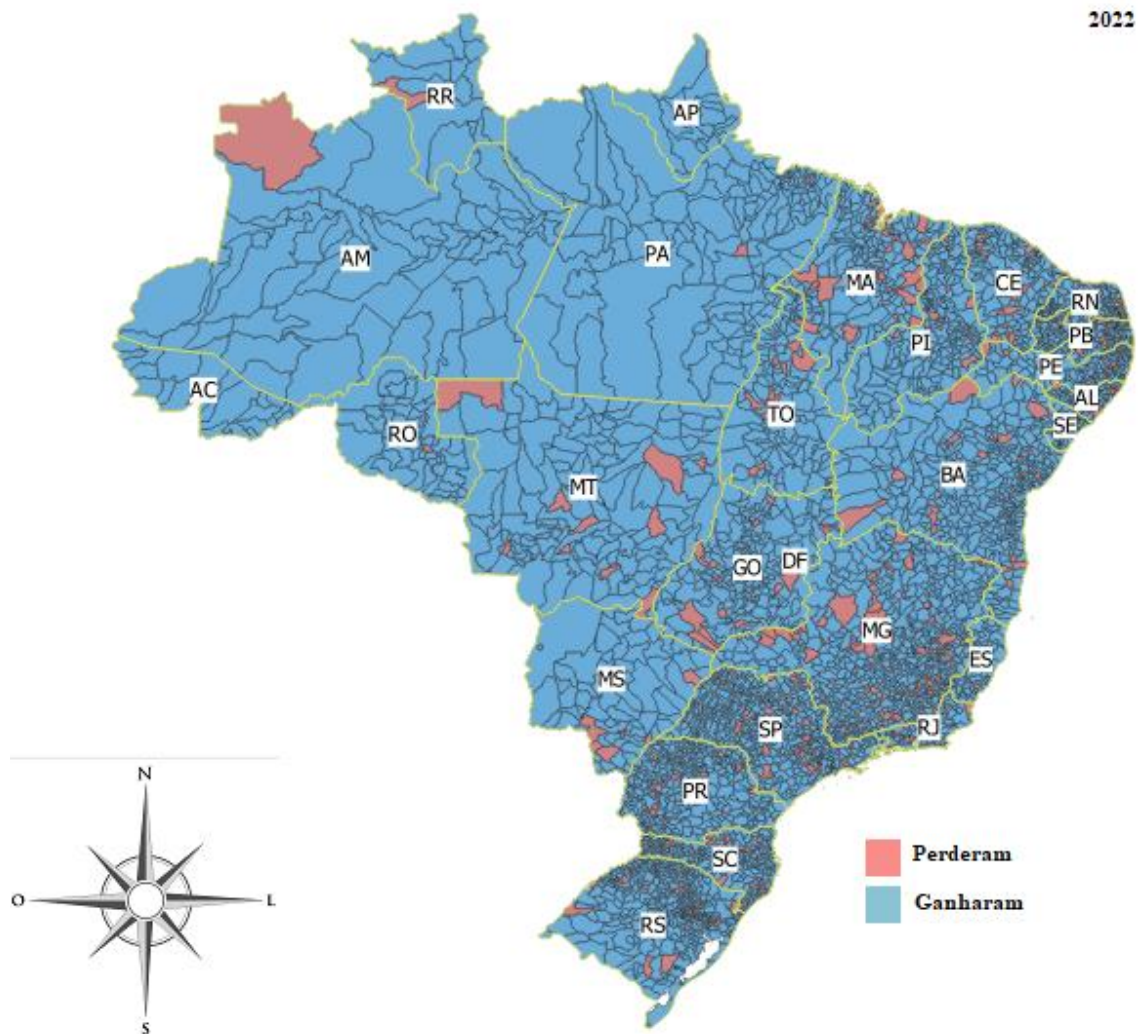 2022
RR
AP
AM
PA
MA
CE
RN
PB
PI
PE
AC
AL
TO
SE
RO
BA
MT
GO
DF
MG
MS
ES
SP
RJ
PR
SC
RS
N
O
L
S
Perderam
Ganharam